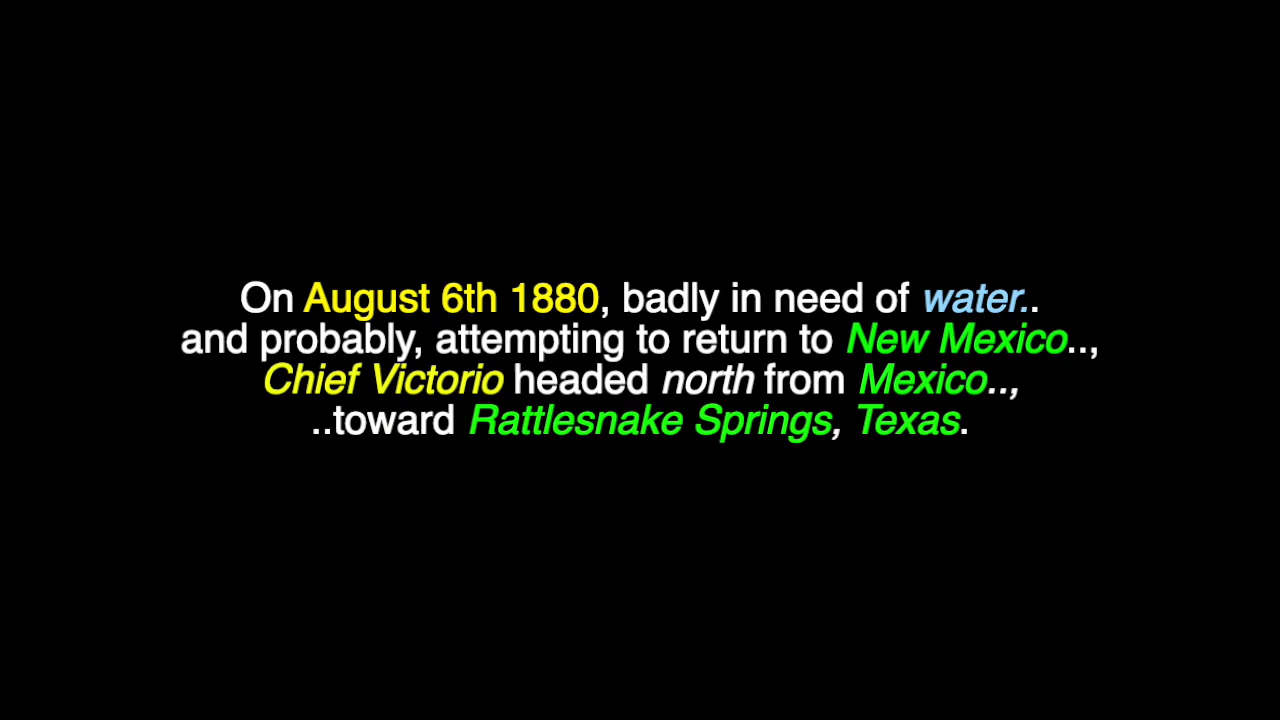 On August 6th 1880, badly in need of water..
and probably, attempting to return to New Mexico..,
Chief Victorio headed north from Mexico..,
..toward Rattlesnake Springs, Texas.